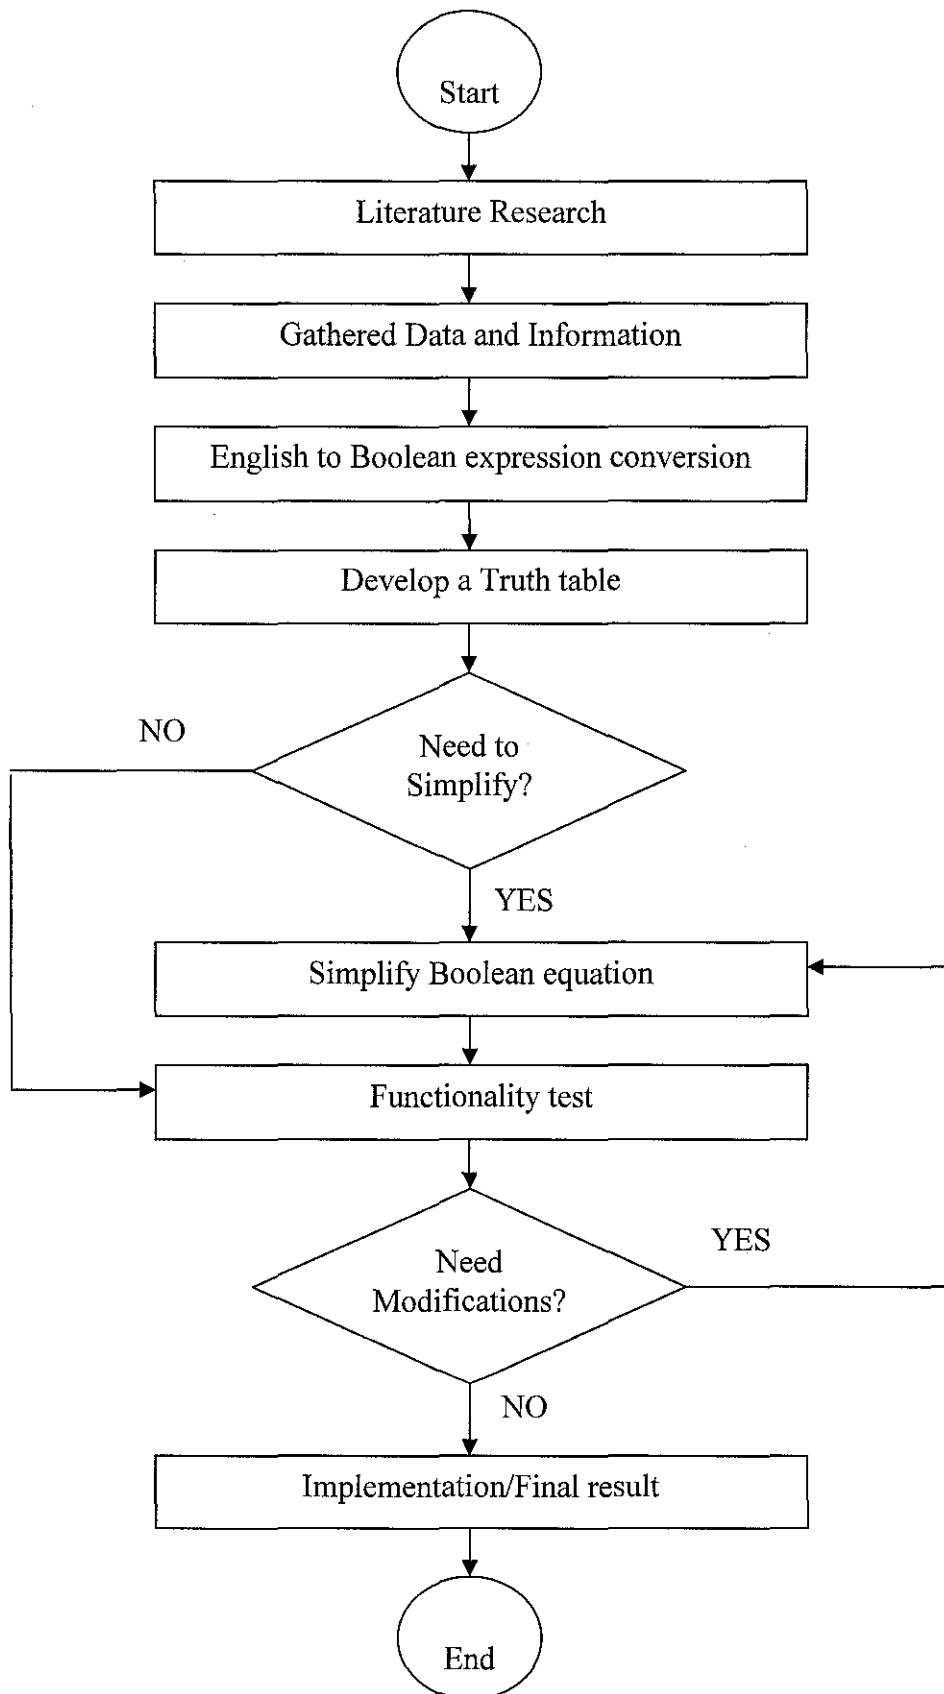 Start
Literature Research
Gathered Data and Information
English to Boolean expression conversion
Develop a Truth table
NO
Need to
Simplify?
YES
Simplify Boolean equation
Functionality test
YES
Need
Modifications?
NO
Implementation/Final result
End